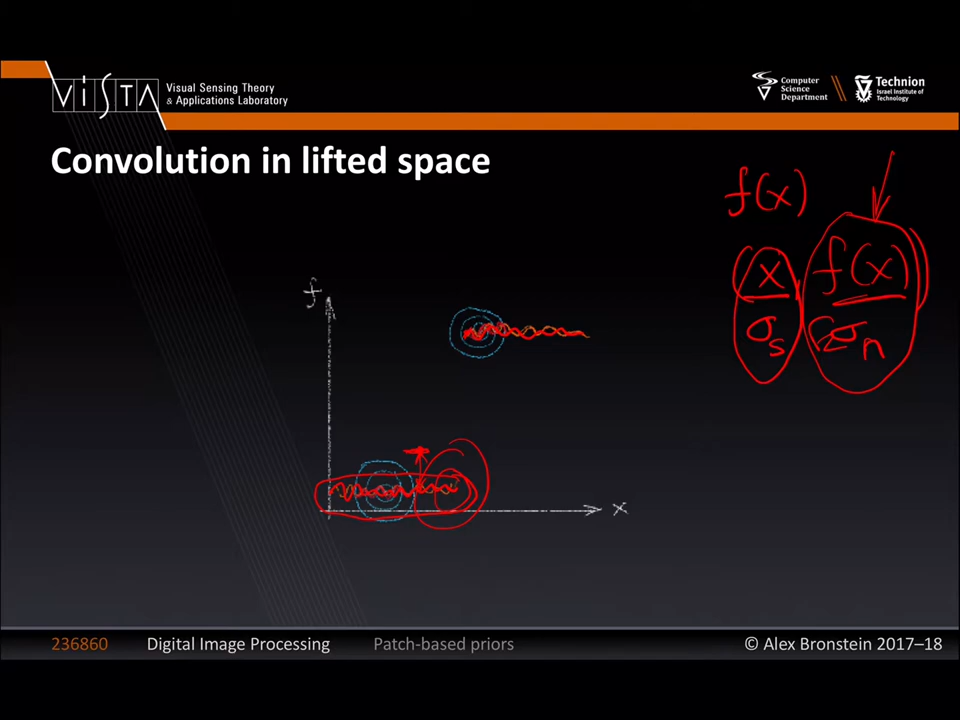 ViSTA Visual Sensing Theory
& Applications Laboratory
Computer
Science
Department
Technion
Israel Institute of
Technology
Convolution in lifted space
f(x)
(x f(x))
σs σn
f
x
236860 Digital Image Processing Patch-based priors © Alex Bronstein 2017–18